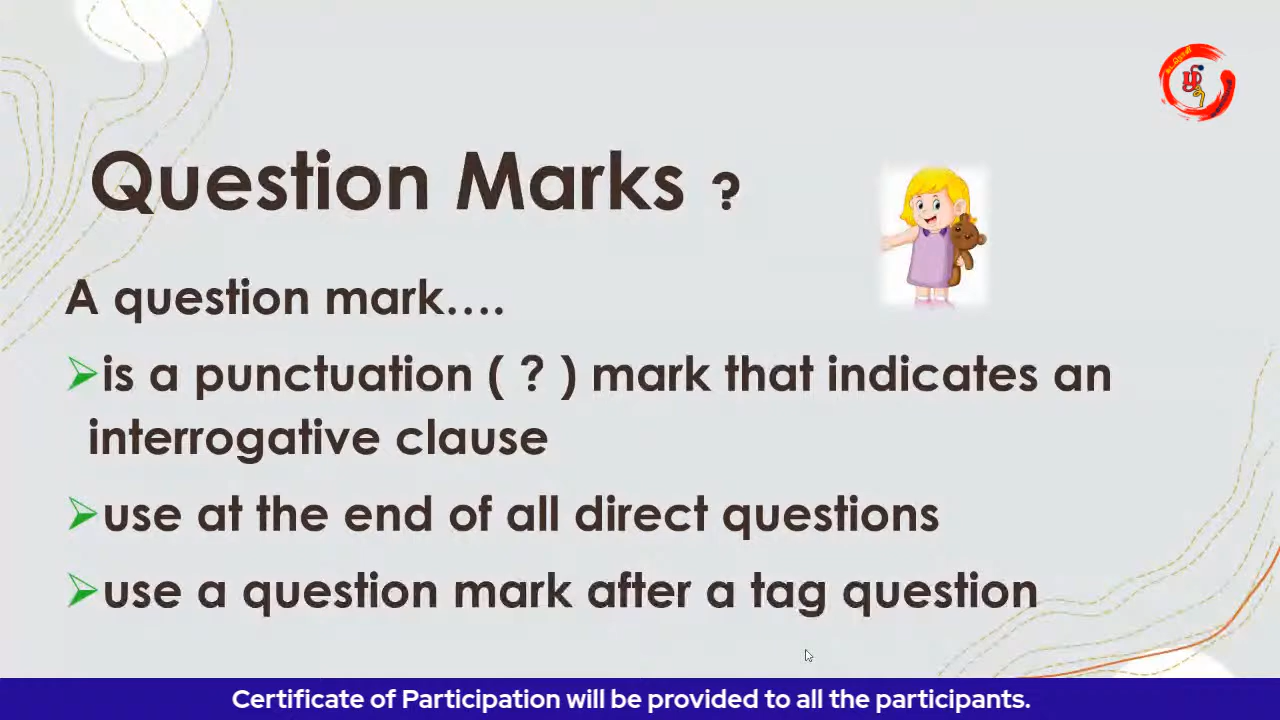 Question Marks ?
A question mark....
➢is a punctuation ( ? ) mark that indicates an
interrogative clause
➢use at the end of all direct questions
➢use a question mark after a tag question
Certificate of Participation will be provided to all the participants.